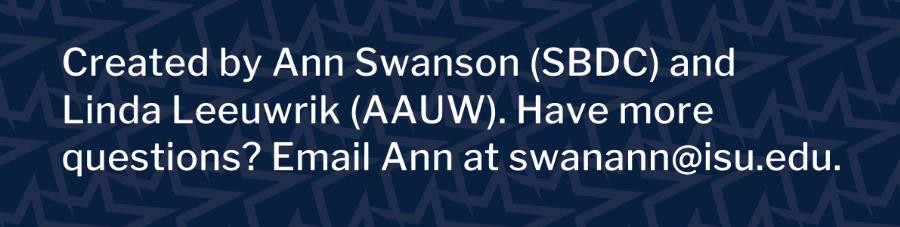 Created by Ann Swanson (SBDC) and
Linda Leeuwrik (AAUW). Have more
questions? Email Ann at swanann@isu.edu.